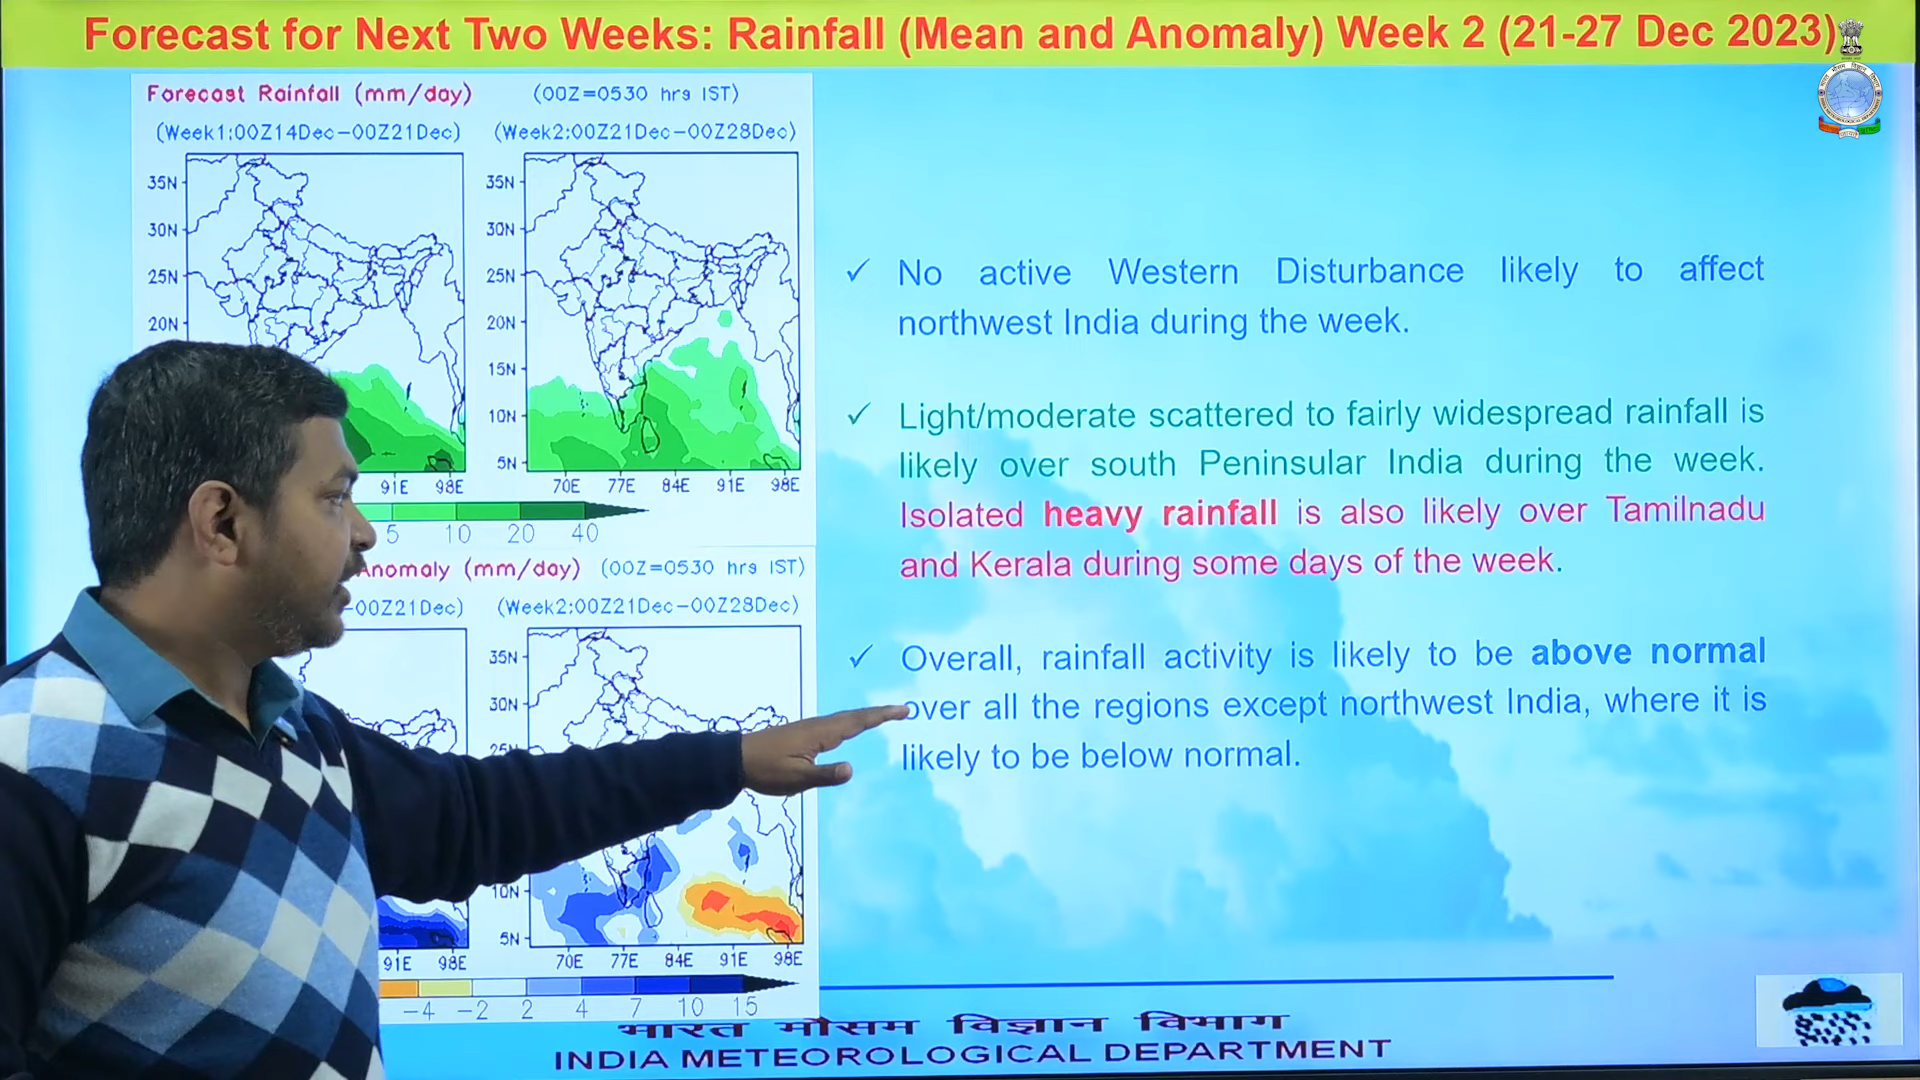 Forecast for Next Two Weeks: Rainfall (Mean and Anomaly) Week 2 (21-27 Dec 2023)
Forecast Rainfall (mm/day) (00Z=0530 hrs IST)
(Week1:00Z14Dec-00Z21Dec) (Week2:00Z21Dec-00Z28Dec)
35N 35N
30N 30N
25N 25N
20N 20N
15N
10N
5N
91E 98E 70E 77E 84E 91E 98E
5 10 20 40
Anomaly (mm/day) (00Z=0530 hrs IST)
-00Z21Dec) (Week2:00Z21Dec-00Z28Dec)
35N
30N
10N
5N
91E 98E 70E 77E 84E 91E 98E
-4 -2 2 4 7 10 15
✓ No active Western Disturbance likely to affect
northwest India during the week.
✓ Light/moderate scattered to fairly widespread rainfall is
likely over south Peninsular India during the week.
Isolated heavy rainfall is also likely over Tamilnadu
and Kerala during some days of the week.
✓ Overall, rainfall activity is likely to be above normal
over all the regions except northwest India, where it is
likely to be below normal.
भारत मौसम विज्ञान विभाग
INDIA METEOROLOGICAL DEPARTMENT